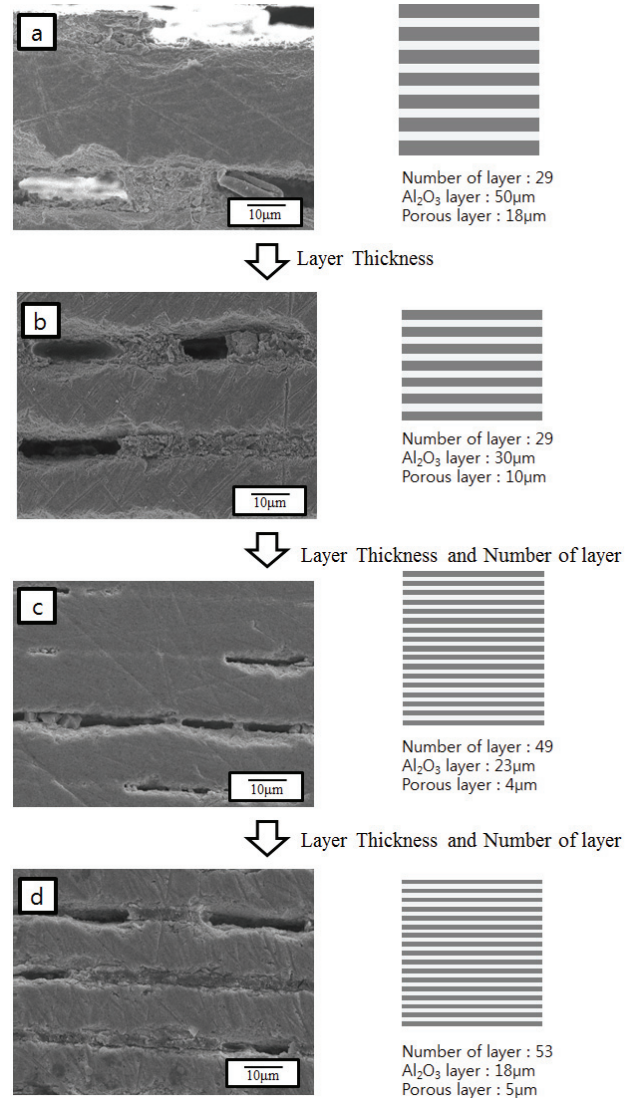 a
10μm
Number of layer : 29
Al₂O₃ layer : 50μm
Porous layer : 18μm
Layer Thickness
b
10μm
Number of layer : 29
Al₂O₃ layer : 30μm
Porous layer : 10μm
Layer Thickness and Number of layer
c
10μm
Number of layer : 49
Al₂O₃ layer : 23μm
Porous layer : 4μm
Layer Thickness and Number of layer
d
10μm
Number of layer : 53
Al₂O₃ layer : 18μm
Porous layer : 5μm